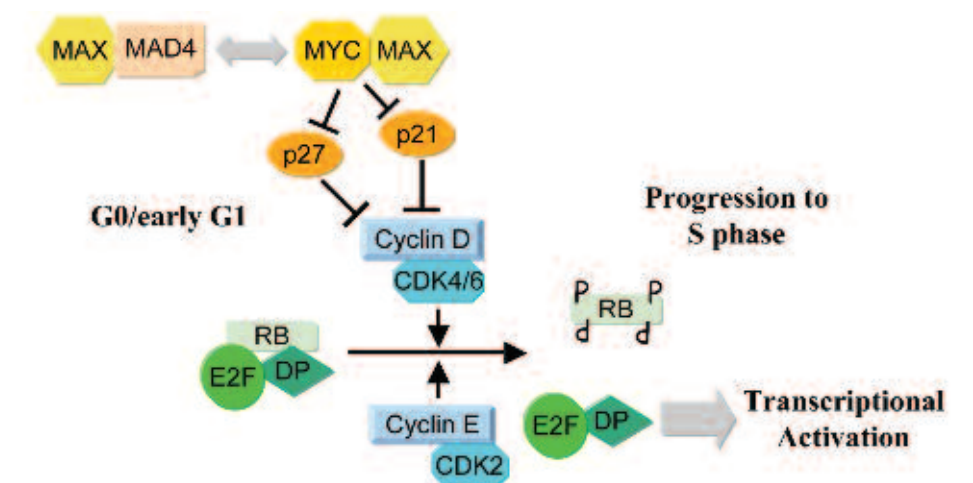 MAX MAD4 MYC MAX
p27
p21
G0/early G1
Progression to
S phase
Cyclin D
CDK4/6
P P
RB
P P
RB
E2F DP
Cyclin E
CDK2
E2F DP
Transcriptional
Activation